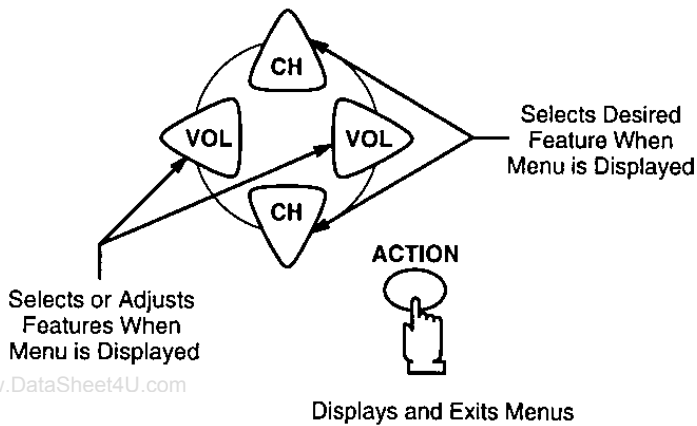 CH
VOL
VOL
CH
Selects Desired
Feature When
Menu is Displayed
ACTION
Selects or Adjusts
Features When
Menu is Displayed
w.DataSheet4U.com
Displays and Exits Menus